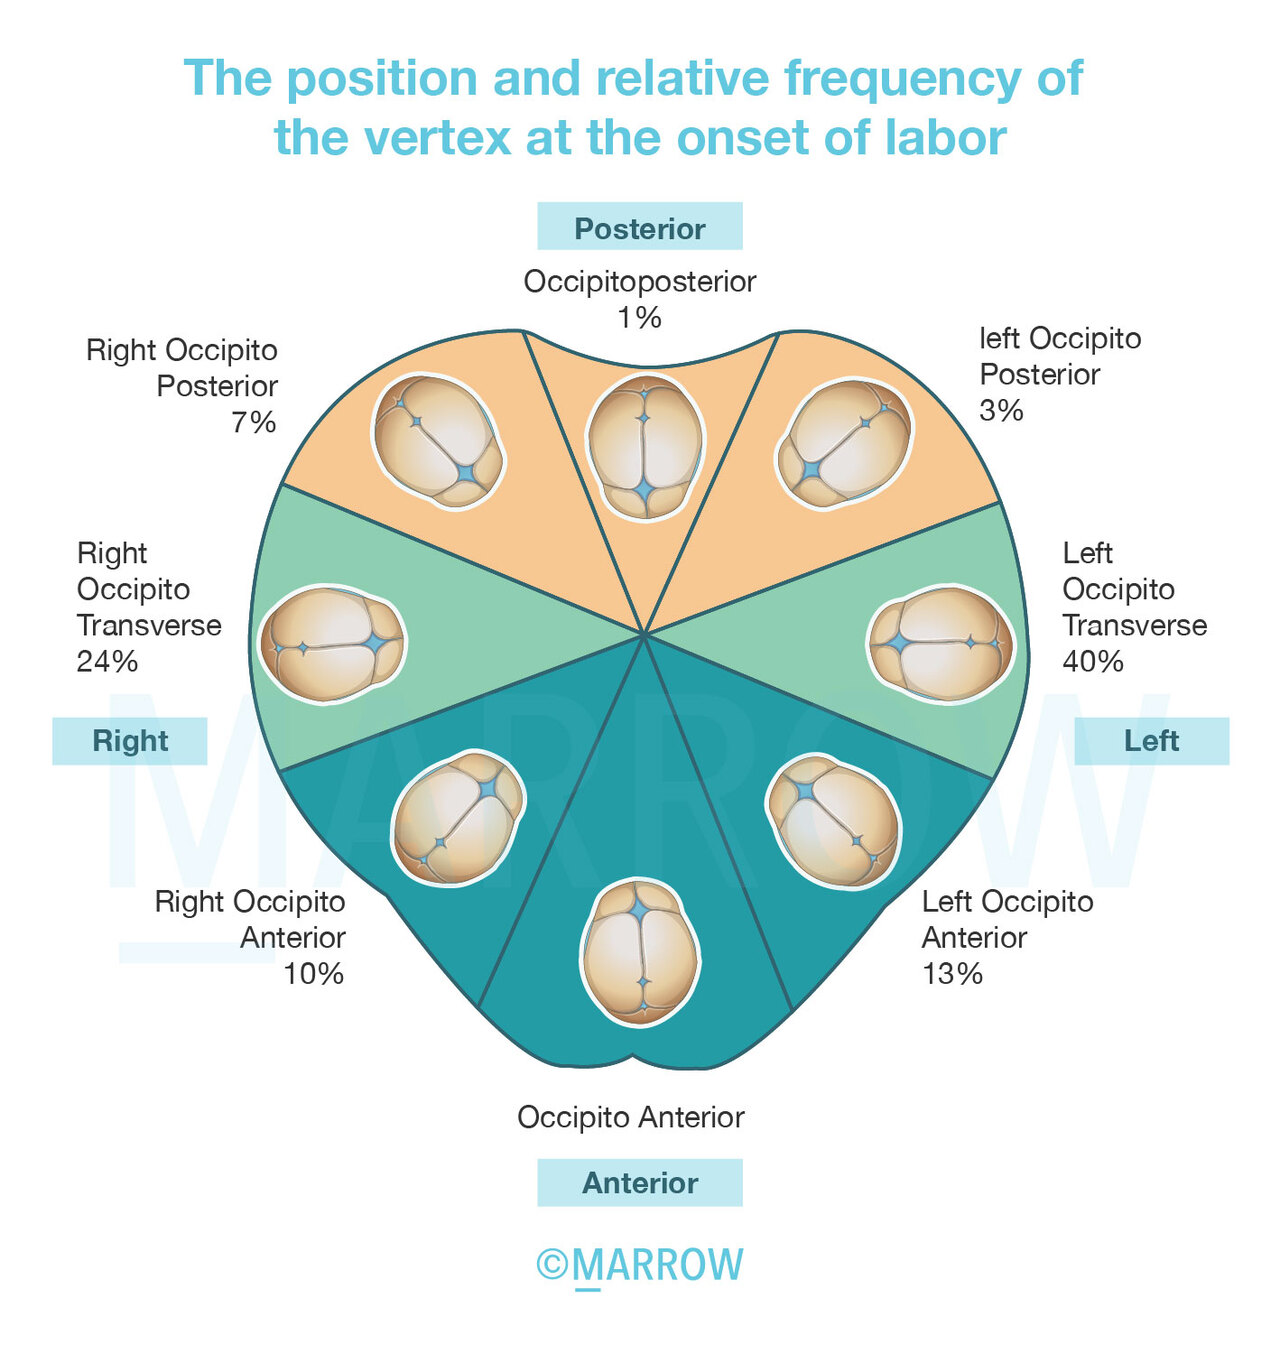 The position and relative frequency of
the vertex at the onset of labor
Posterior
Occipitoposterior
1%
Right Occipito
Posterior
7%
left Occipito
Posterior
3%
Right
Occipito
Transverse
24%
Left
Occipito
Transverse
40%
Right
Left
MARROW
Right Occipito
Anterior
10%
Left Occipito
Anterior
13%
Occipito Anterior
Anterior
©MARROW